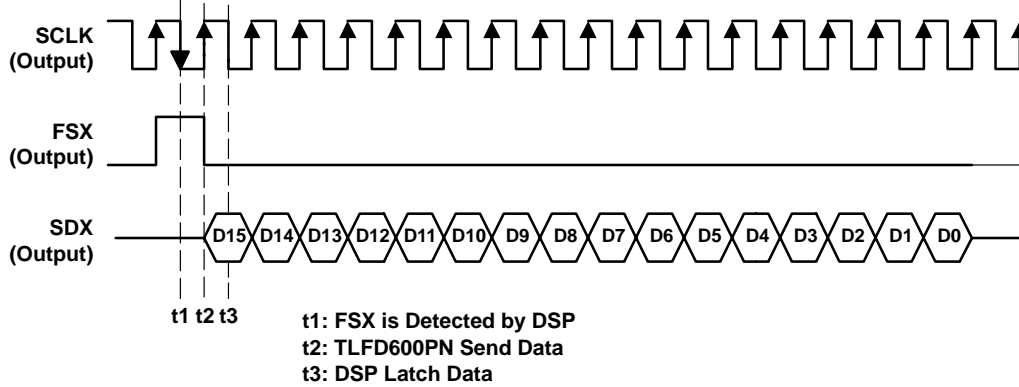 SCLK
(Output)
FSX
(Output)
SDX
(Output)
D15 D14 D13 D12 D11 D10 D9 D8 D7 D6 D5 D4 D3 D2 D1 D0
t1 t2 t3
t1: FSX is Detected by DSP
t2: TLFD600PN Send Data
t3: DSP Latch Data